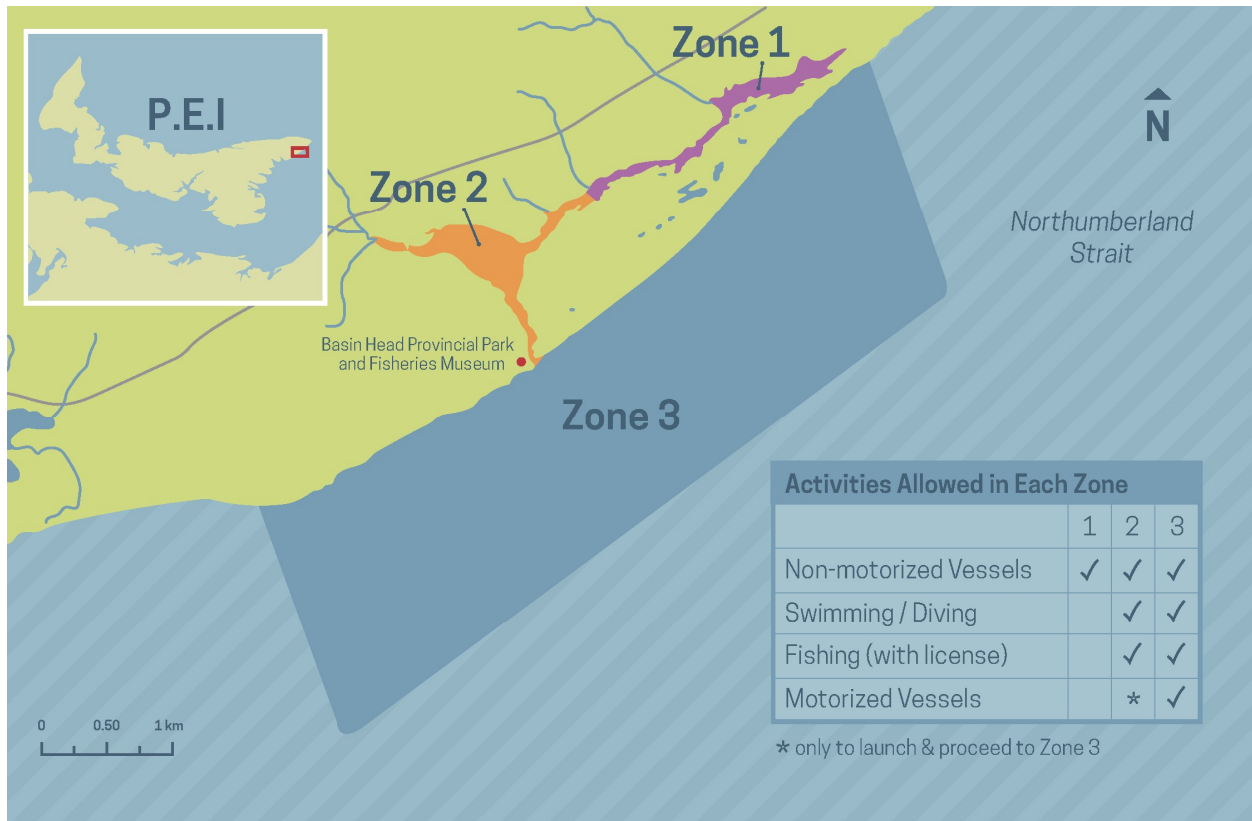 P.E.I
Zone 1
Zone 2
N
Northumberland
Strait
Basin Head Provincial Park
and Fisheries Museum
Zone 3
Activities Allowed in Each Zone
1 2 3
Non-motorized Vessels ✓ ✓ ✓
Swimming / Diving ✓ ✓
Fishing (with license) ✓ ✓
Motorized Vessels * ✓
* only to launch & proceed to Zone 3
0 0.50 1 km